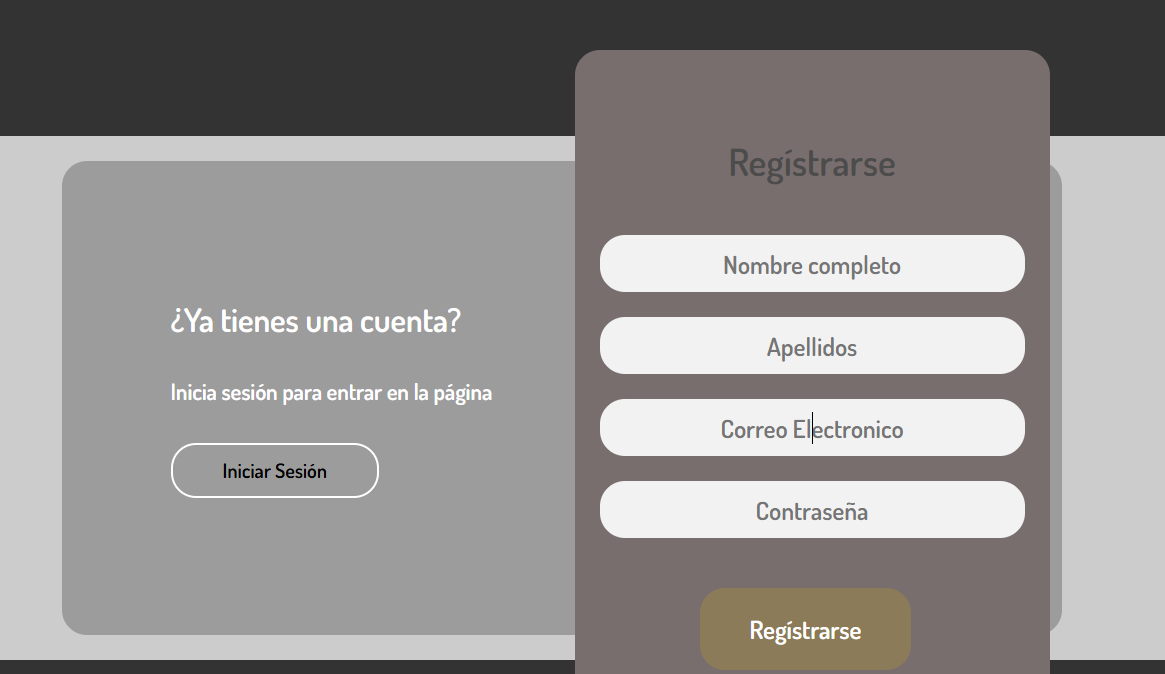 ¿Ya tienes una cuenta?
Inicia sesión para entrar en la página
Iniciar Sesión
Regístrarse
Nombre completo
Apellidos
Correo Electronico
Contraseña
Regístrarse